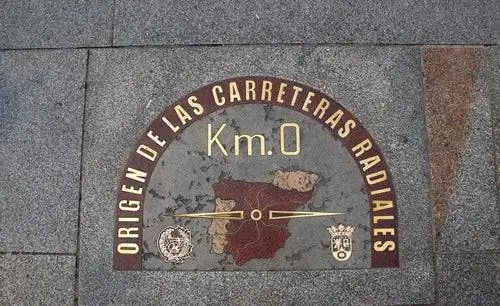 ORIGEN DE LAS CARRETERAS RADIALES
Km.0